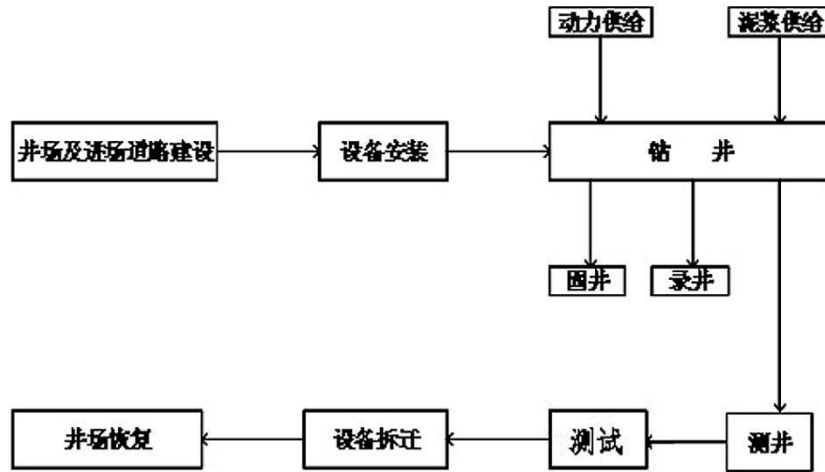 动力供给
泥浆供给
井场及进场道路建设
设备安装
钻 井
固井
录井
井场恢复
设备拆迁
测试
测井